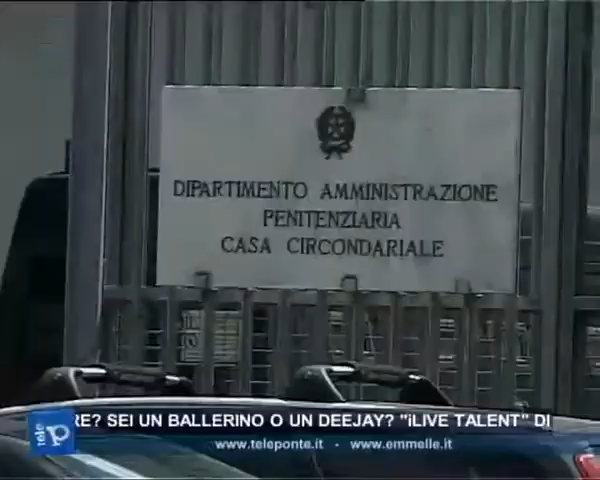 DIPARTIMENTO AMMINISTRAZIONE
PENITENZIARIA
CASA CIRCONDARIALE
RE? SEI UN BALLERINO O UN DEEJAY? "iLIVE TALENT" DI
tele P
www.teleponte.it - www.emmelle.it